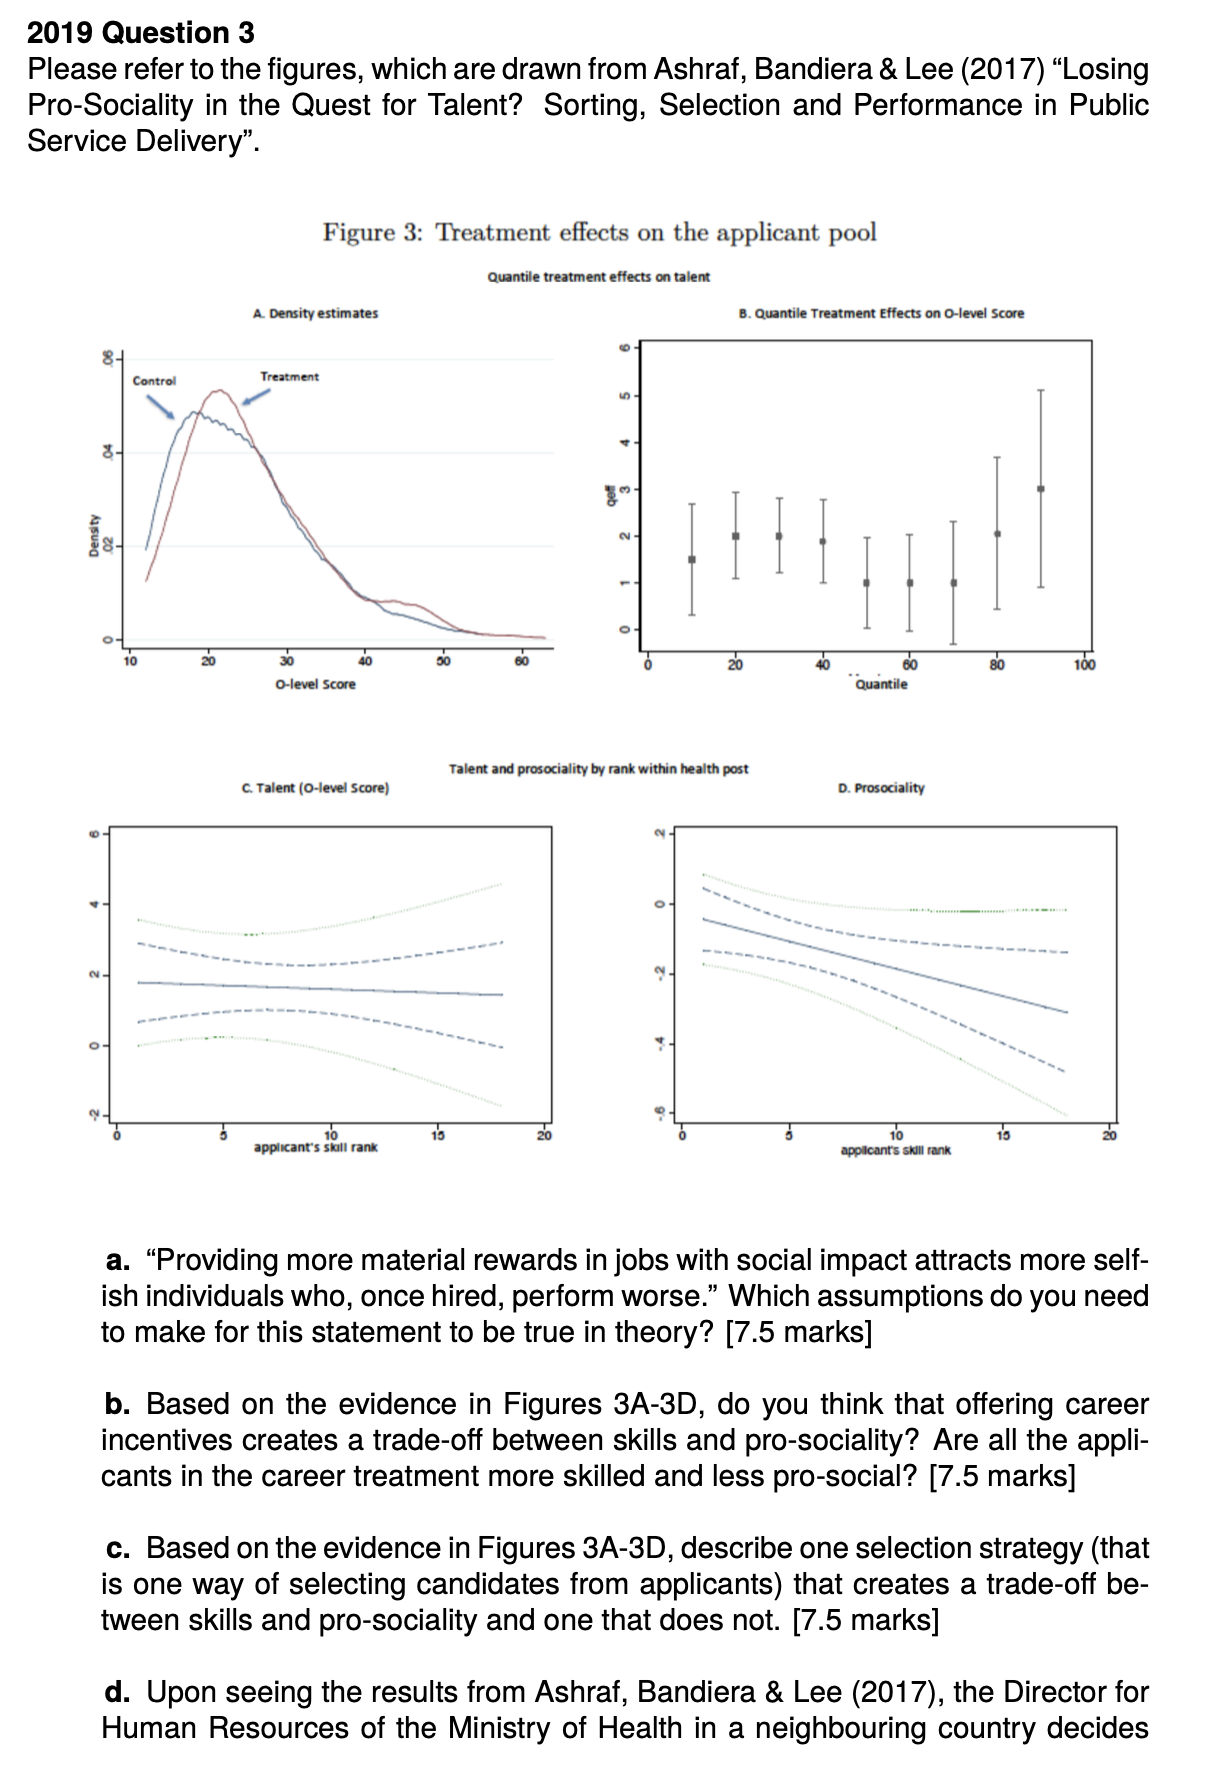 2019 Question 3
Please refer to the figures, which are drawn from Ashraf, Bandiera & Lee (2017) “Losing
Pro-Sociality in the Quest for Talent? Sorting, Selection and Performance in Public
Service Delivery”.
Figure 3: Treatment effects on the applicant pool
Quantile treatment effects on talent
A. Density estimates
Control
Treatment
Density
0 .02 .04 .06
10 20 30 40 50 60
O-level Score
B. Quantile Treatment Effects on O-level Score
qeff
0 1 2 3 4 5 6
0 20 40 60 80 100
Quantile
Talent and prosociality by rank within health post
C. Talent (O-level Score)
-2 0 2 4 6
0 5 10 15 20
applicant's skill rank
D. Prosociality
-.6 -.4 -.2 0 .2
0 5 10 15 20
applicant's skill rank
a. “Providing more material rewards in jobs with social impact attracts more self-
ish individuals who, once hired, perform worse.” Which assumptions do you need
to make for this statement to be true in theory? [7.5 marks]
b. Based on the evidence in Figures 3A-3D, do you think that offering career
incentives creates a trade-off between skills and pro-sociality? Are all the appli-
cants in the career treatment more skilled and less pro-social? [7.5 marks]
c. Based on the evidence in Figures 3A-3D, describe one selection strategy (that
is one way of selecting candidates from applicants) that creates a trade-off be-
tween skills and pro-sociality and one that does not. [7.5 marks]
d. Upon seeing the results from Ashraf, Bandiera & Lee (2017), the Director for
Human Resources of the Ministry of Health in a neighbouring country decides